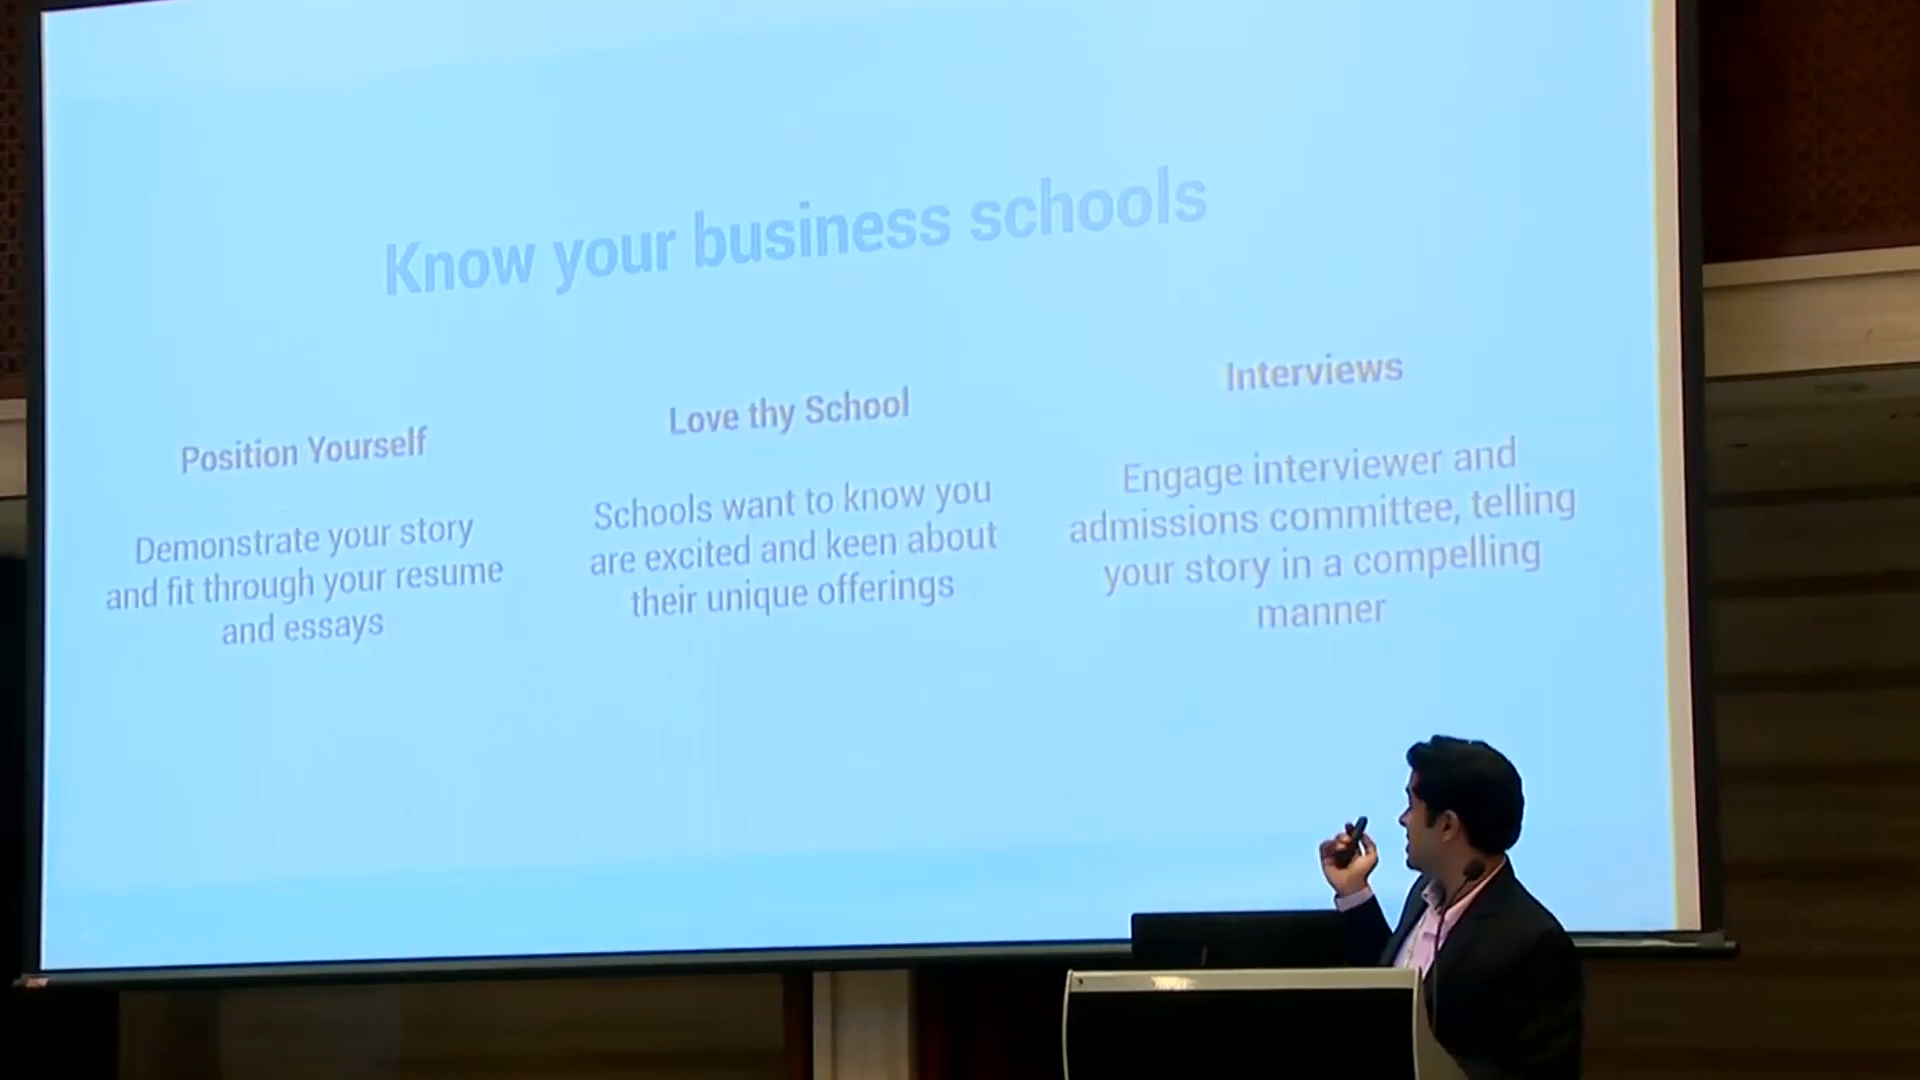 Know your business schools
Position Yourself
Demonstrate your story
and fit through your resume
and essays
Love thy School
Schools want to know you
are excited and keen about
their unique offerings
Interviews
Engage interviewer and
admissions committee, telling
your story in a compelling
manner